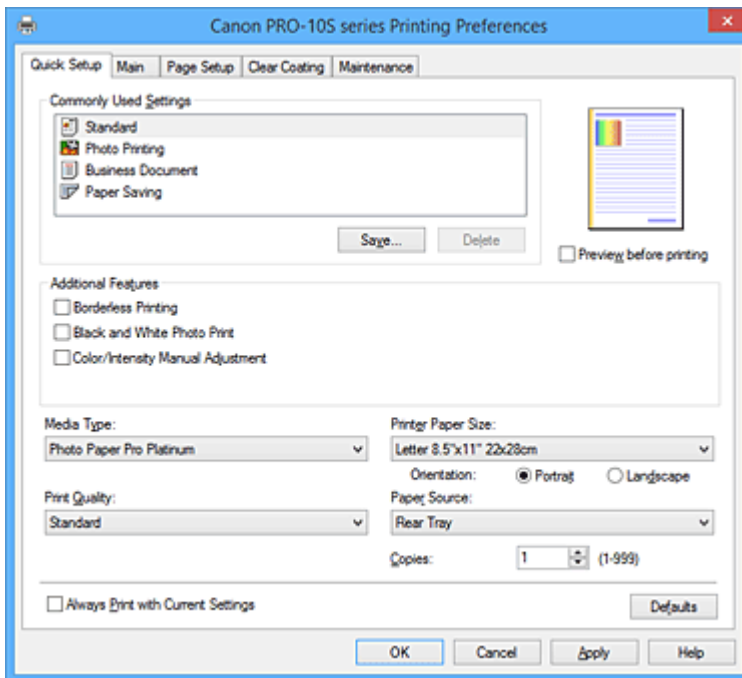 Canon PRO-10S series Printing Preferences
Quick Setup Main Page Setup Clear Coating Maintenance
Commonly Used Settings
Standard
Photo Printing
Business Document
Paper Saving
Save... Delete
Preview before printing
Additional Features
Borderless Printing
Black and White Photo Print
Color/Intensity Manual Adjustment
Media Type: Printer Paper Size:
Photo Paper Pro Platinum Letter 8.5"x11" 22x28cm
Orientation: Portrait Landscape
Print Quality: Paper Source:
Standard Rear Tray
Copies: 1 (1-999)
Always Print with Current Settings Defaults
OK Cancel Apply Help